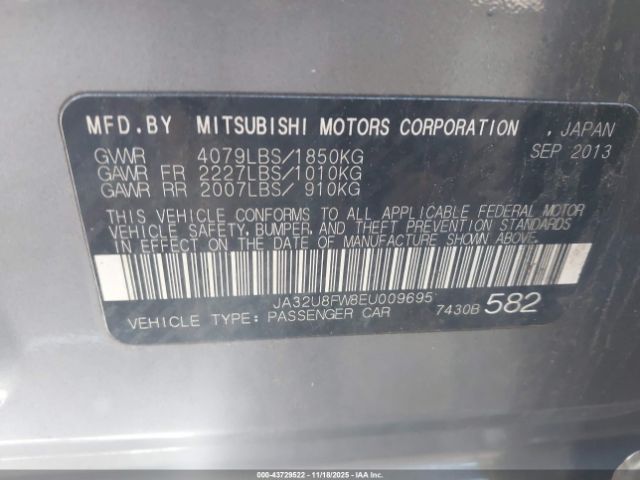 MFD.BY MITSUBISHI MOTORS CORPORATION , JAPAN
GVWR 4079LBS/1850KG SEP 2013
GAWR FR 2227LBS/1010KG
GAWR RR 2007LBS/ 910KG
THIS VEHICLE CONFORMS TO ALL APPLICABLE FEDERAL MOTOR
VEHICLE SAFETY, BUMPER, AND THEFT PREVENTION STANDARDS
IN EFFECT ON THE DATE OF MANUFACTURE SHOWN ABOVE.
JA32U8FW8EU009695
VEHICLE TYPE: PASSENGER CAR 7430B 582
000-43729522 - 11/18/2025 - IAAI.com